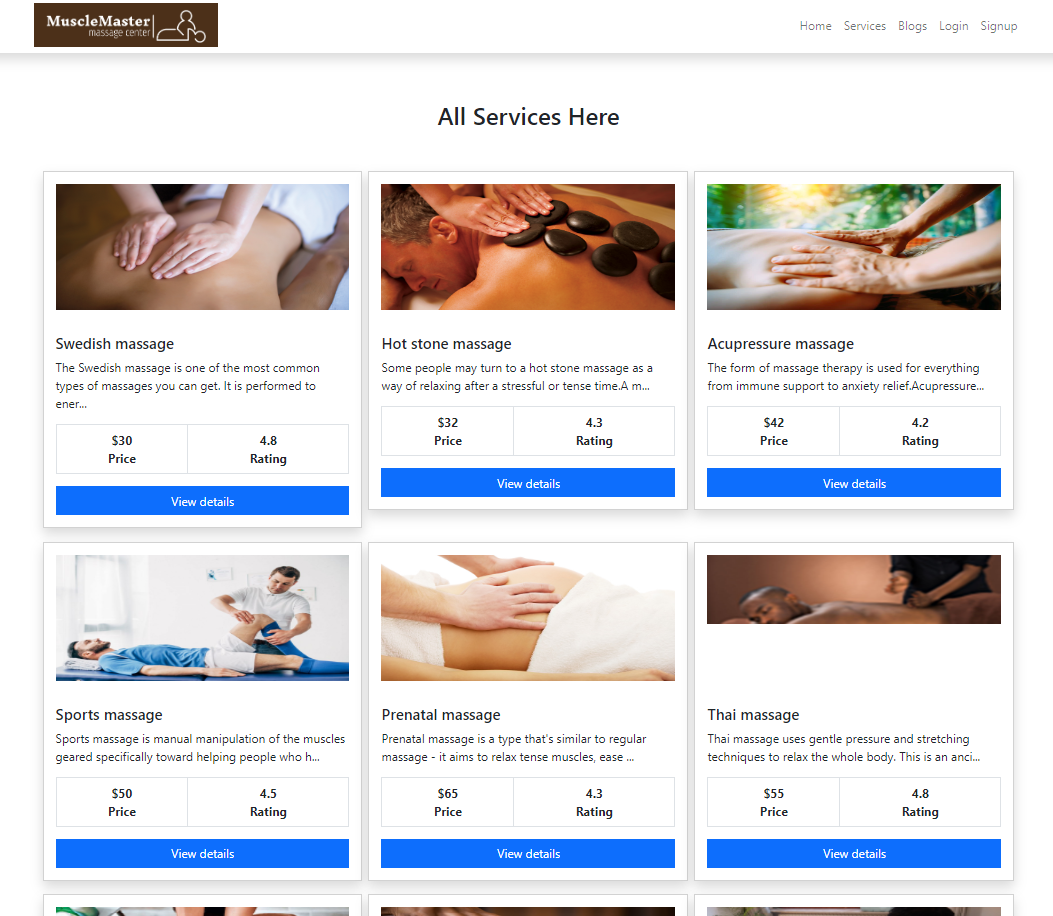 MuscleMaster
massage center
Home Services Blogs Login Signup
All Services Here
Swedish massage
The Swedish massage is one of the most common
types of massages you can get. It is performed to
ener...
$30 4.8
Price Rating
View details
Hot stone massage
Some people may turn to a hot stone massage as a
way of relaxing after a stressful or tense time.A m...
$32 4.3
Price Rating
View details
Acupressure massage
The form of massage therapy is used for everything
from immune support to anxiety relief.Acupressure...
$42 4.2
Price Rating
View details
Sports massage
Sports massage is manual manipulation of the muscles
geared specifically toward helping people who h...
$50 4.5
Price Rating
View details
Prenatal massage
Prenatal massage is a type that's similar to regular
massage - it aims to relax tense muscles, ease ...
$65 4.3
Price Rating
View details
Thai massage
Thai massage uses gentle pressure and stretching
techniques to relax the whole body. This is an anci...
$55 4.8
Price Rating
View details